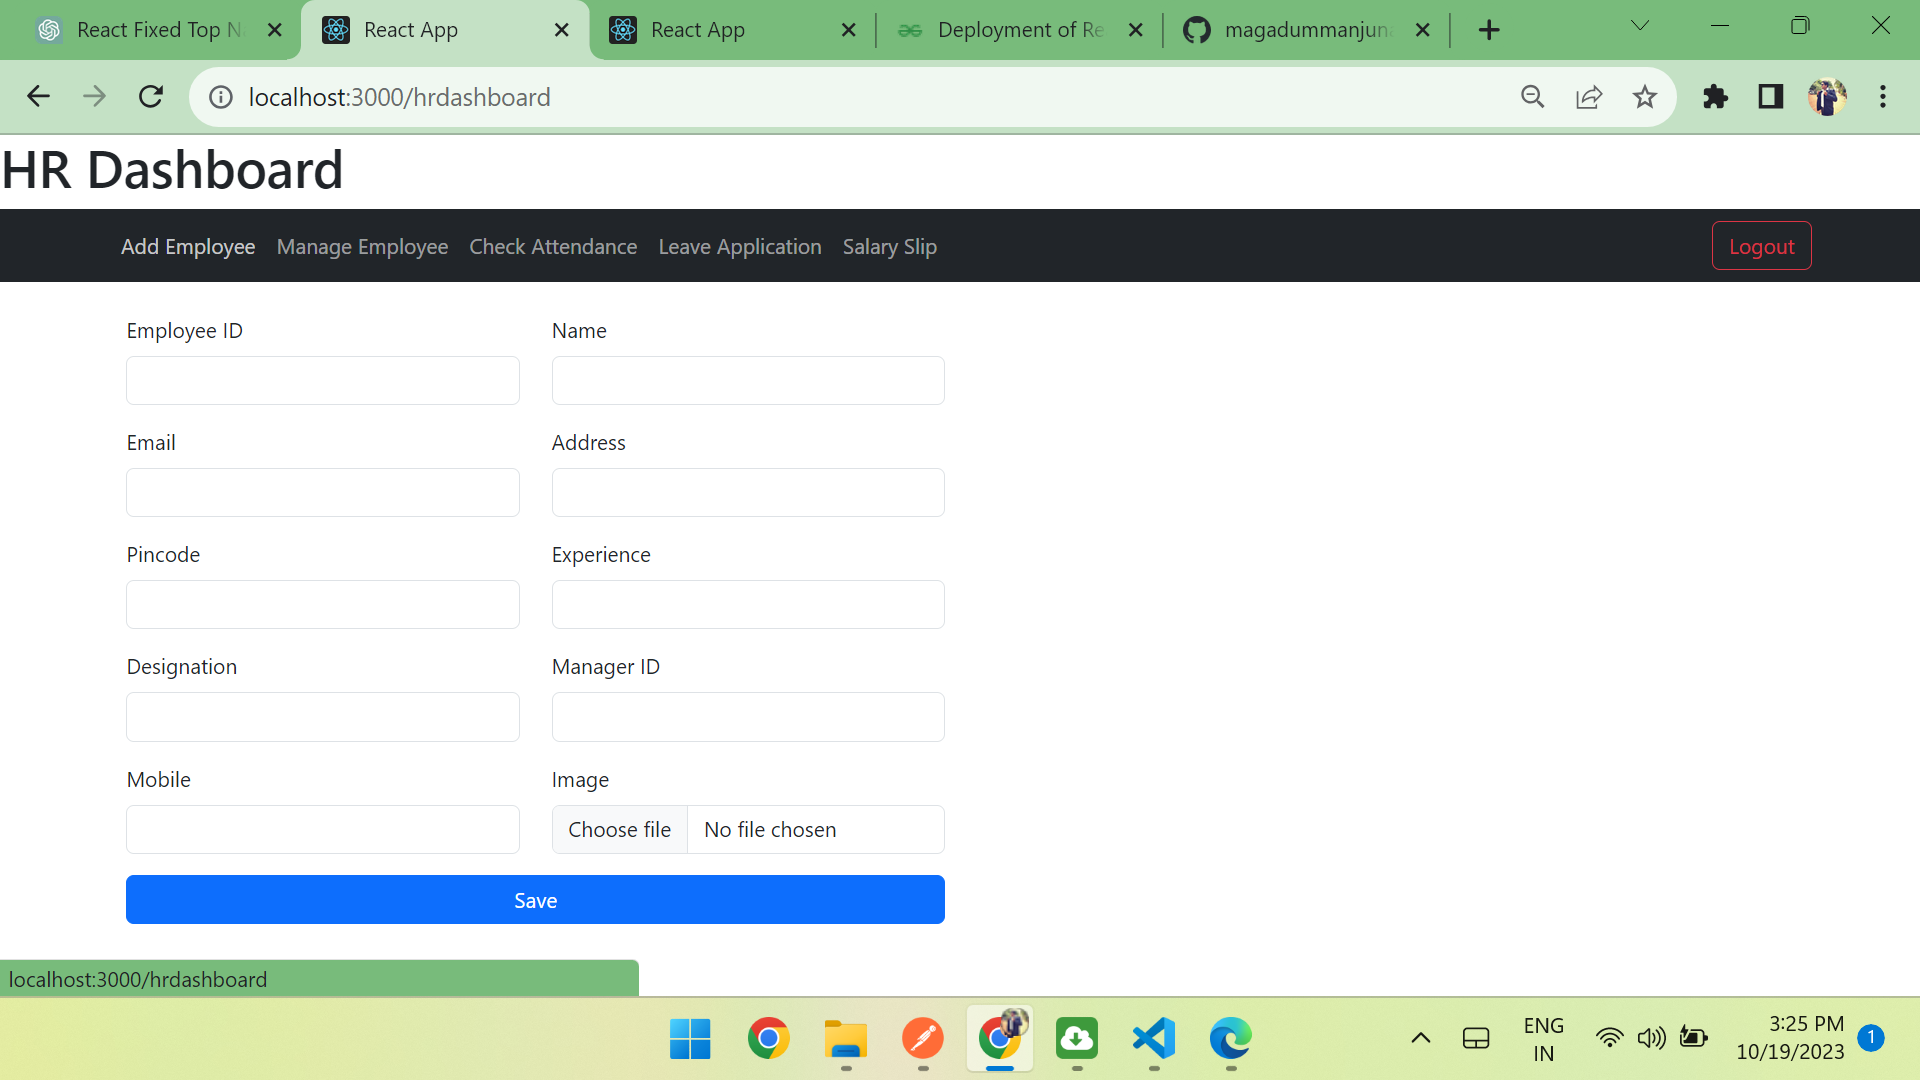 React Fixed Top N
React App
React App
Deployment of Re
magadummanjuna
localhost:3000/hrdashboard
HR Dashboard
Add Employee Manage Employee Check Attendance Leave Application Salary Slip Logout
Employee ID Name
Email Address
Pincode Experience
Designation Manager ID
Mobile Image
Choose file No file chosen
Save
localhost:3000/hrdashboard
ENG
IN
3:25 PM
10/19/2023
1